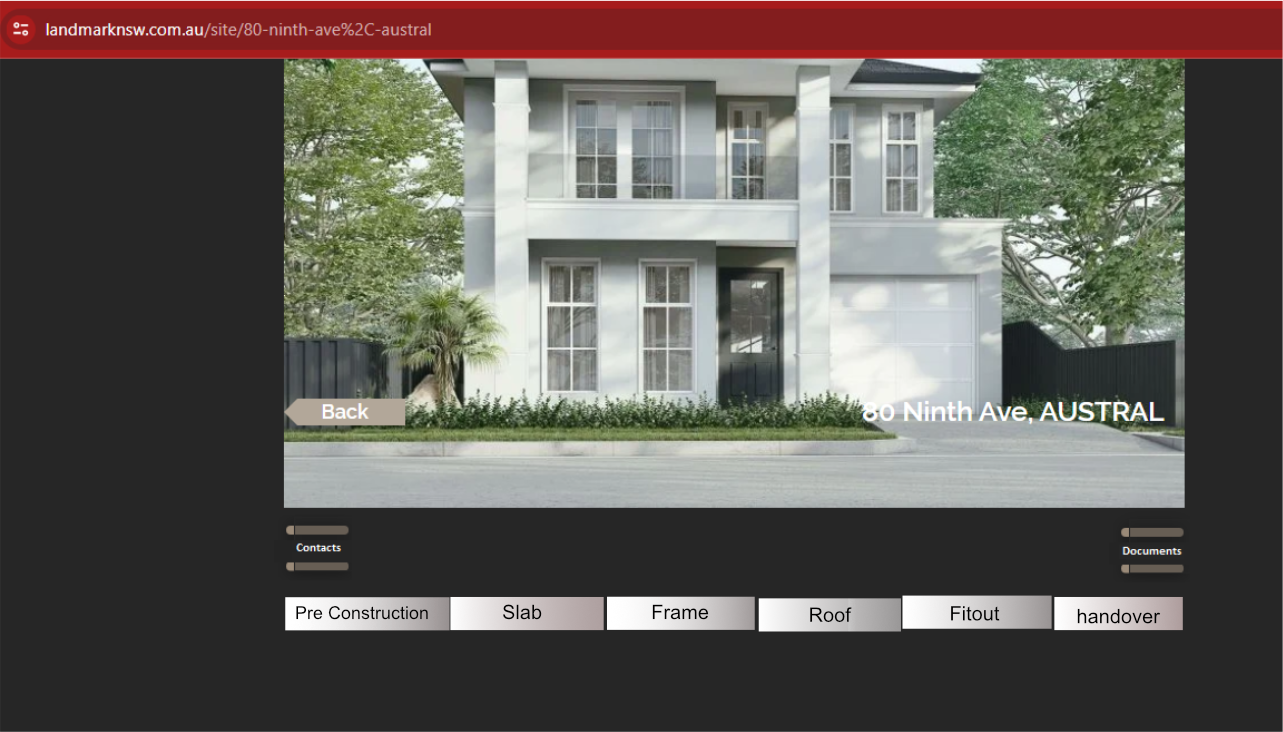 landmarknsw.com.au/site/80-ninth-ave%2C-austral
Back
80 Ninth Ave, AUSTRAL
Contacts
Documents
Pre Construction
Slab
Frame
Roof
Fitout
handover